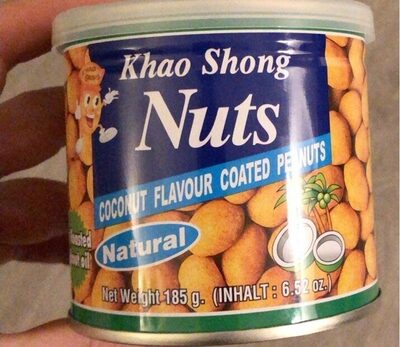 Khao Shong
Nuts
COCONUT FLAVOUR COATED PEANUTS
Natural
Net Weight 185 g. (INHALT : 6.52 oz.)